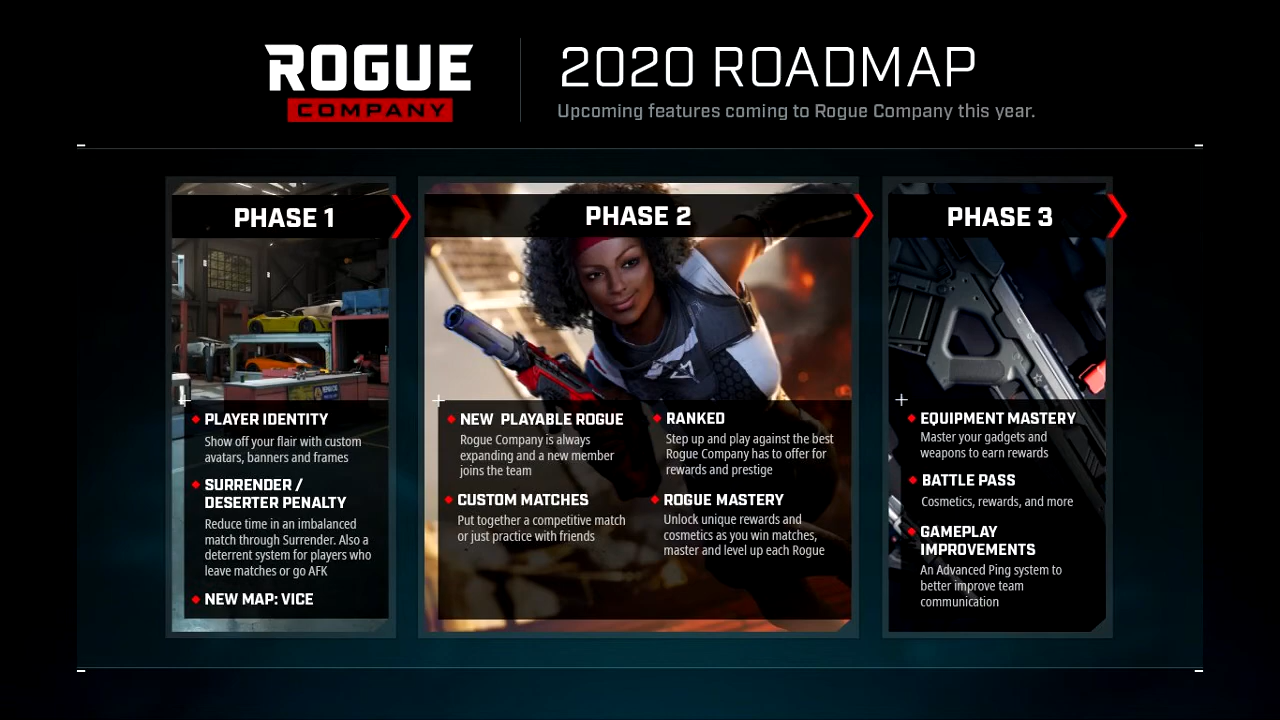 ROGUE
COMPANY
2020 ROADMAP
Upcoming features coming to Rogue Company this year.
PHASE 1
PLAYER IDENTITY
Show off your flair with custom
avatars, banners and frames
SURRENDER /
DESERTER PENALTY
Reduce time in an imbalanced
match through Surrender. Also a
deterrent system for players who
leave matches or go AFK
NEW MAP: VICE
PHASE 2
NEW PLAYABLE ROGUE
Rogue Company is always
expanding and a new member
joins the team
CUSTOM MATCHES
Put together a competitive match
or just practice with friends
RANKED
Step up and play against the best
Rogue Company has to offer for
rewards and prestige
ROGUE MASTERY
Unlock unique rewards and
cosmetics as you win matches,
master and level up each Rogue
PHASE 3
EQUIPMENT MASTERY
Master your gadgets and
weapons to earn rewards
BATTLE PASS
Cosmetics, rewards, and more
GAMEPLAY
IMPROVEMENTS
An Advanced Ping system to
better improve team
communication